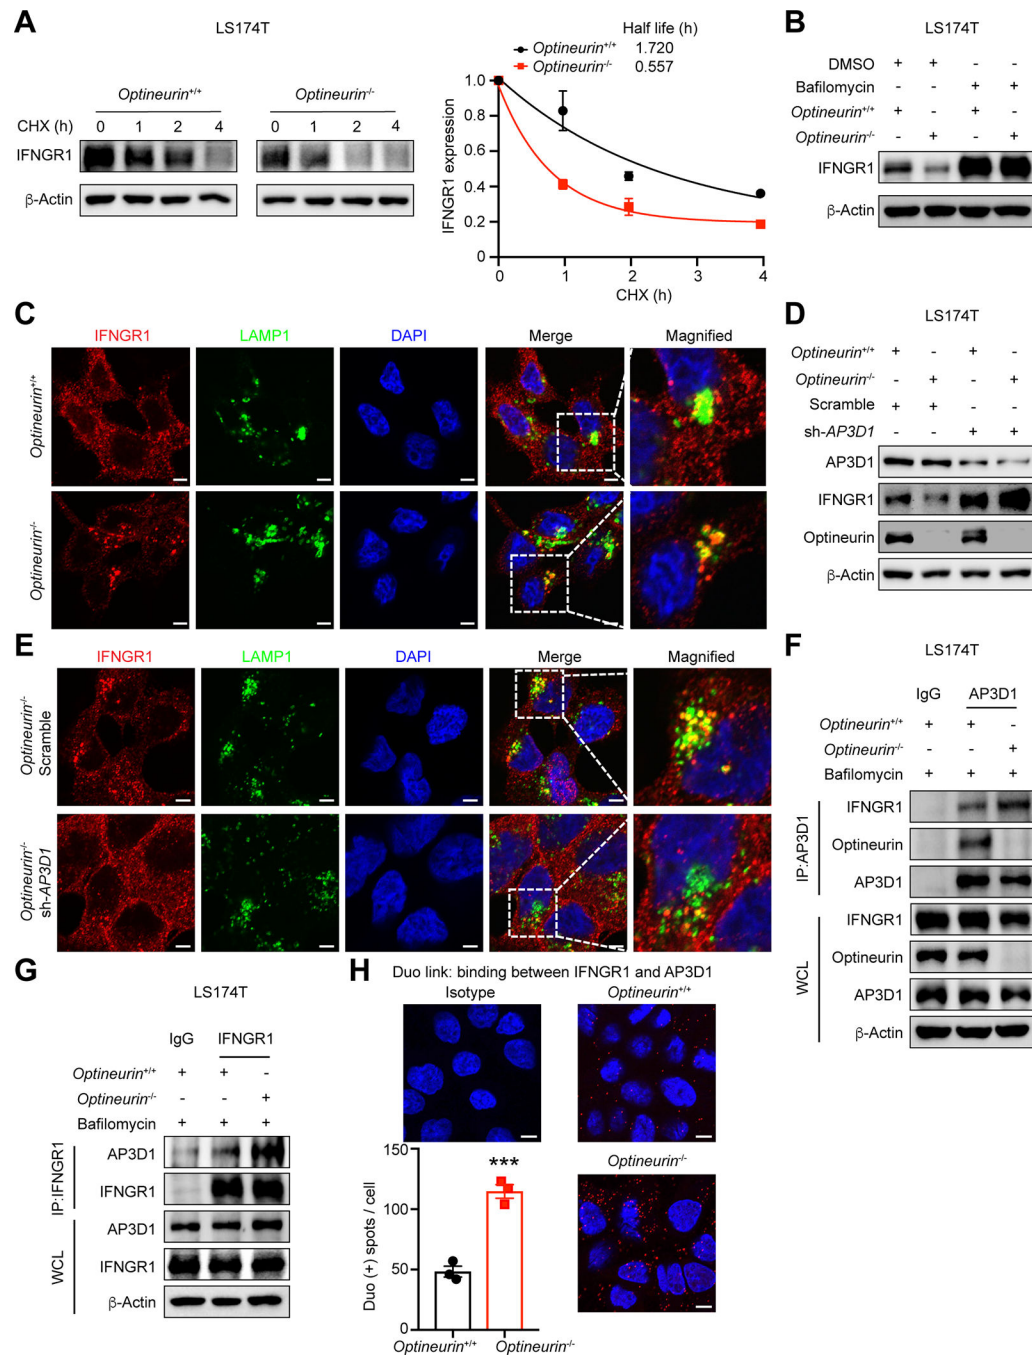 A
LS174T
Optineurin+/+
Optineurin-/-
CHX (h)
0 1 2 4
0 1 2 4
IFNGR1
β-Actin
Half life (h)
Optineurin+/+ 1.720
Optineurin-/- 0.557
IFNGR1 expression
1.0
0.8
0.6
0.4
0.2
0
0 1 2 3 4
CHX (h)
B
LS174T
DMSO + + - -
Bafilomycin - - + +
Optineurin+/+ + - + -
Optineurin-/- - + - +
IFNGR1
β-Actin
C
IFNGR1 LAMP1 DAPI Merge Magnified
Optineurin+/+
Optineurin-/-
D
LS174T
Optineurin+/+ + - + -
Optineurin-/- - + - +
Scramble + + - -
sh-AP3D1 - - + +
AP3D1
IFNGR1
Optineurin
β-Actin
E
IFNGR1 LAMP1 DAPI Merge Magnified
Optineurin-/-
Scramble
Optineurin-/-
sh-AP3D1
F
LS174T
IgG AP3D1
Optineurin+/+ + + -
Optineurin-/- - - +
Bafilomycin + + +
IP:AP3D1
IFNGR1
Optineurin
AP3D1
WCL
IFNGR1
Optineurin
AP3D1
β-Actin
G
LS174T
IgG IFNGR1
Optineurin+/+ + + -
Optineurin-/- - - +
Bafilomycin + + +
IP:IFNGR1
AP3D1
IFNGR1
WCL
AP3D1
IFNGR1
β-Actin
H
Duo link: binding between IFNGR1 and AP3D1
Isotype
Optineurin+/+
Optineurin-/-
Duo (+) spots / cell
150
100
50
0
***
Optineurin+/+ Optineurin-/-